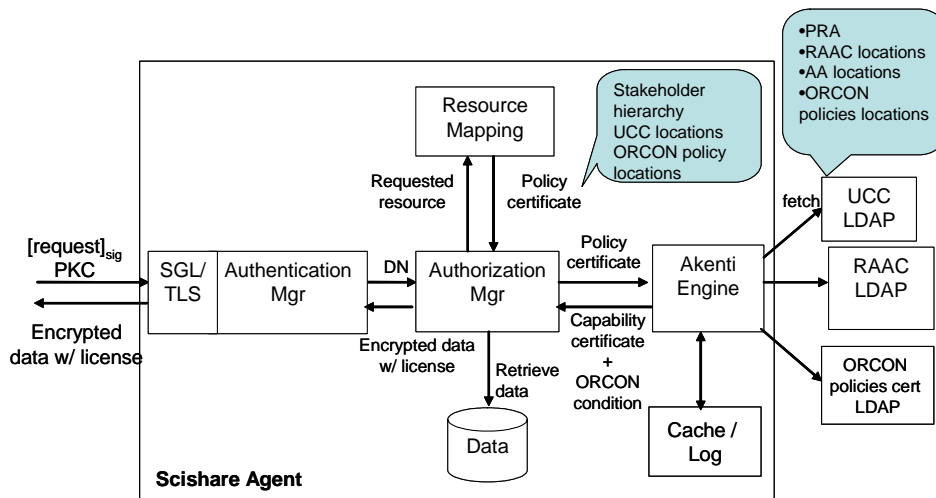 •PRA
•RAAC locations
•AA locations
•ORCON
policies locations
Stakeholder
hierarchy
UCC locations
ORCON policy
locations
Resource
Mapping
Requested
resource
Policy
certificate
fetch
UCC
LDAP
[request]sig
PKC
SGL/
TLS
Authentication
Mgr
DN
Authorization
Mgr
Policy
certificate
Akenti
Engine
RAAC
LDAP
Encrypted
data w/ license
Encrypted data
w/ license
Capability
certificate
+
ORCON
condition
Retrieve
data
ORCON
policies cert
LDAP
Data
Cache /
Log
Scishare Agent